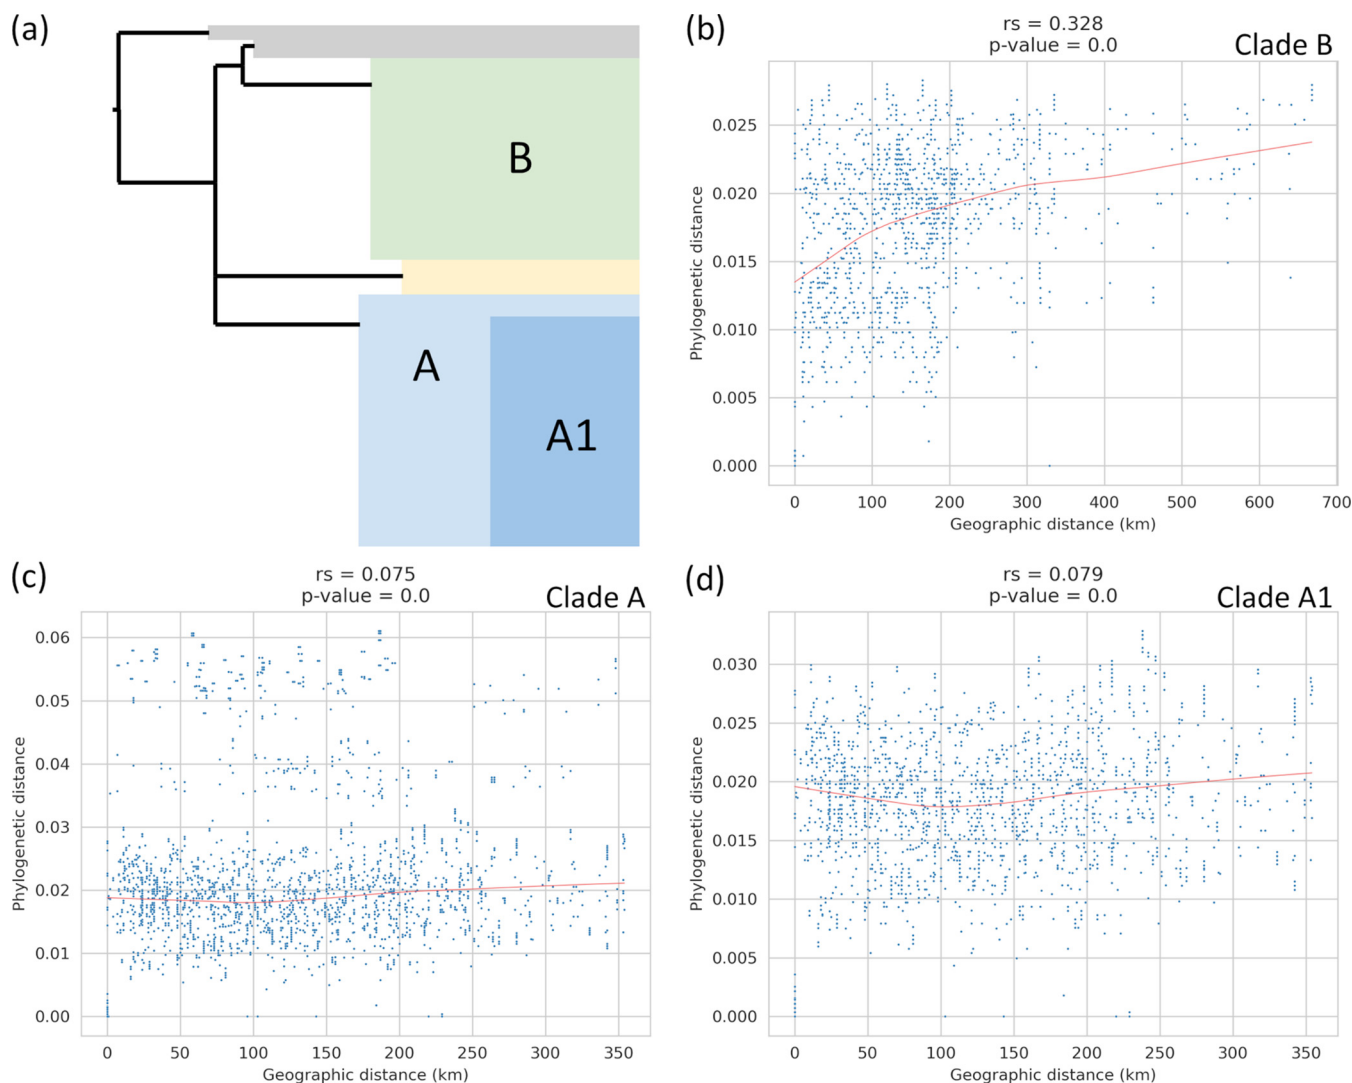 (a)
B
A
A1
(b)
rs = 0.328
p-value = 0.0
Clade B
Phylogenetic distance
0.025
0.020
0.015
0.010
0.005
0.000
0 100 200 300 400 500 600 700
Geographic distance (km)
(c)
rs = 0.075
p-value = 0.0
Clade A
Phylogenetic distance
0.06
0.05
0.04
0.03
0.02
0.01
0.00
0 50 100 150 200 250 300 350
Geographic distance (km)
(d)
rs = 0.079
p-value = 0.0
Clade A1
Phylogenetic distance
0.030
0.025
0.020
0.015
0.010
0.005
0.000
0 50 100 150 200 250 300 350
Geographic distance (km)